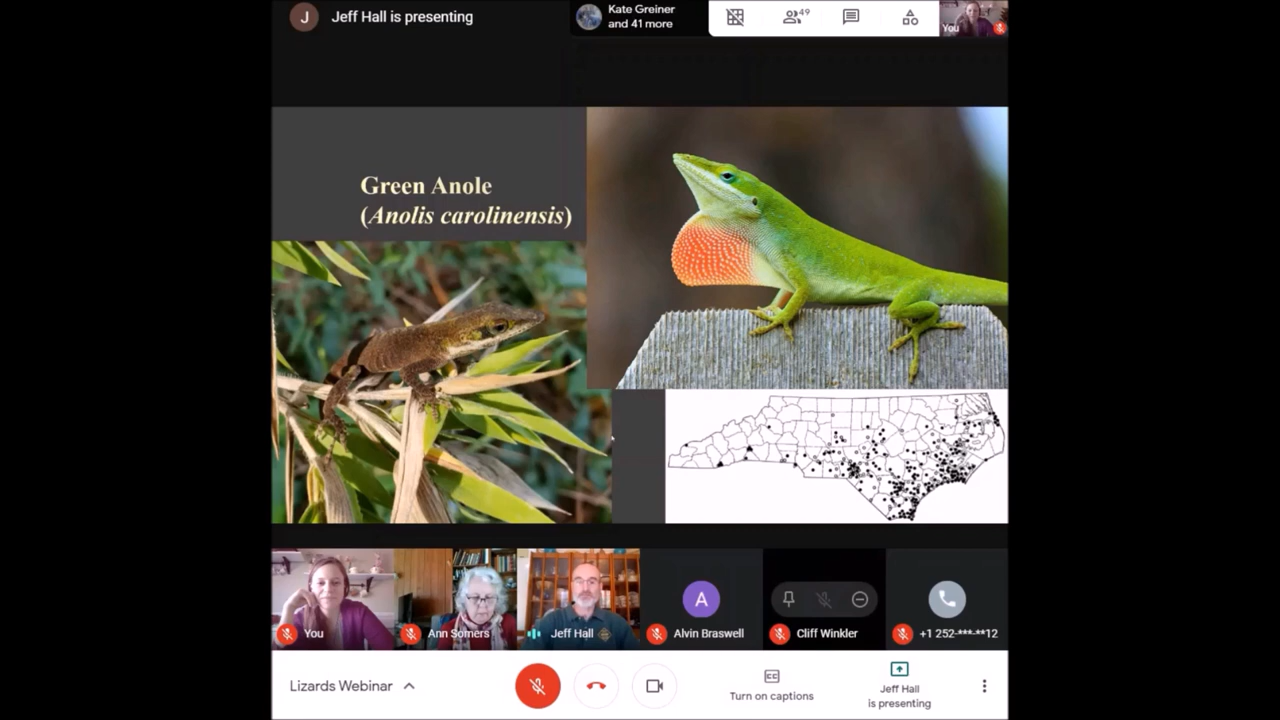 J
Jeff Hall is presenting
Kate Greiner
and 41 more
49
You
Green Anole
(Anolis carolinensis)
You
Ann Somers
Jeff Hall
A
Alvin Braswell
Cliff Winkler
+1 252-***-**12
Lizards Webinar
CC
Turn on captions
Jeff Hall
is presenting